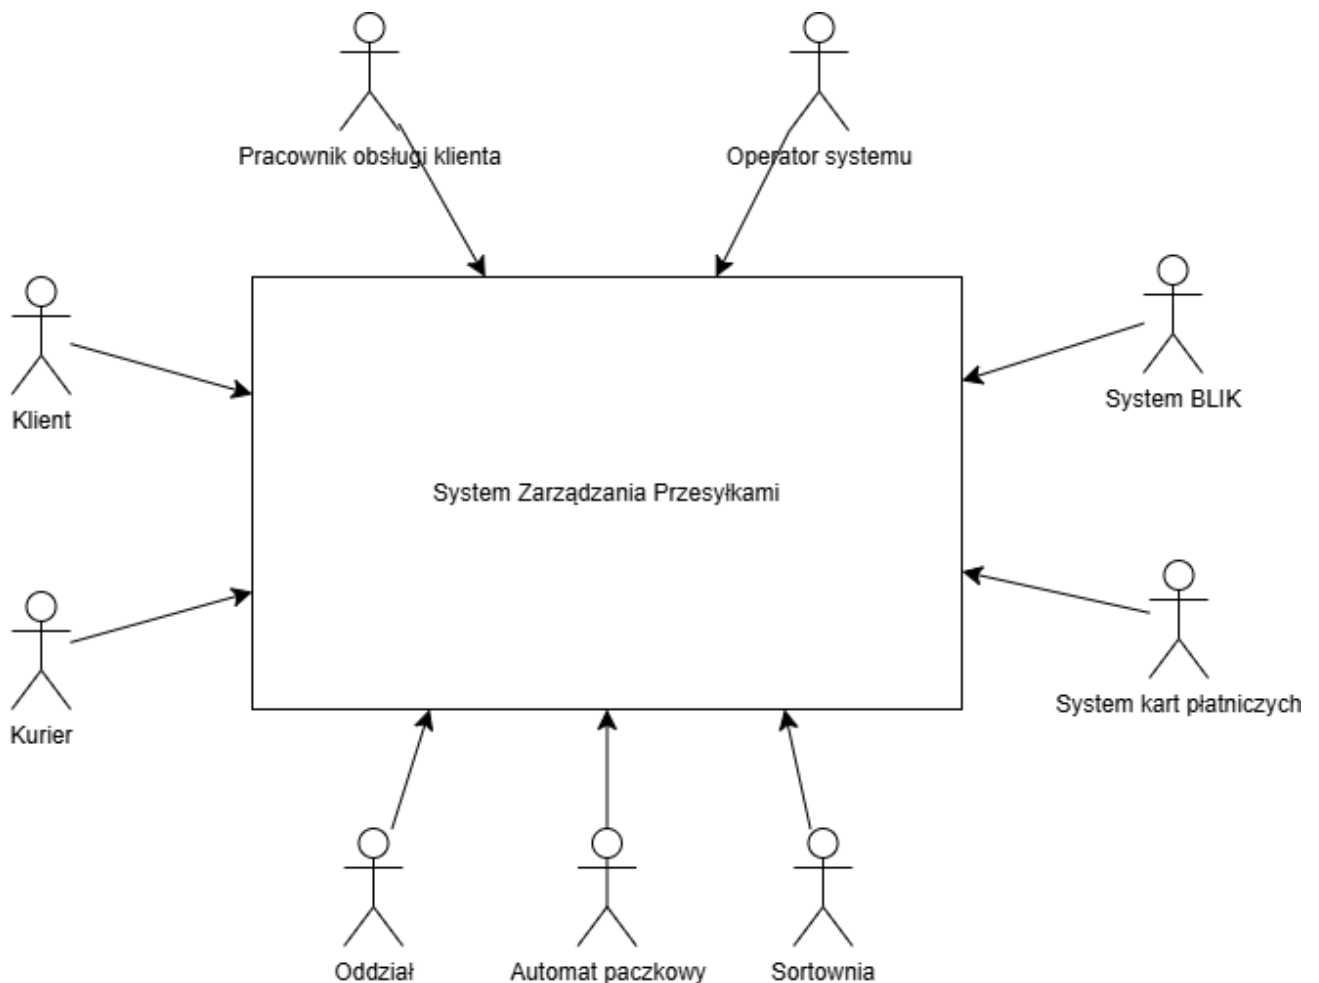 Pracownik obsługi klienta
Operator systemu
Klient
System BLIK
System Zarządzania Przesyłkami
Kurier
System kart płatniczych
Oddział
Automat paczkowy
Sortownia